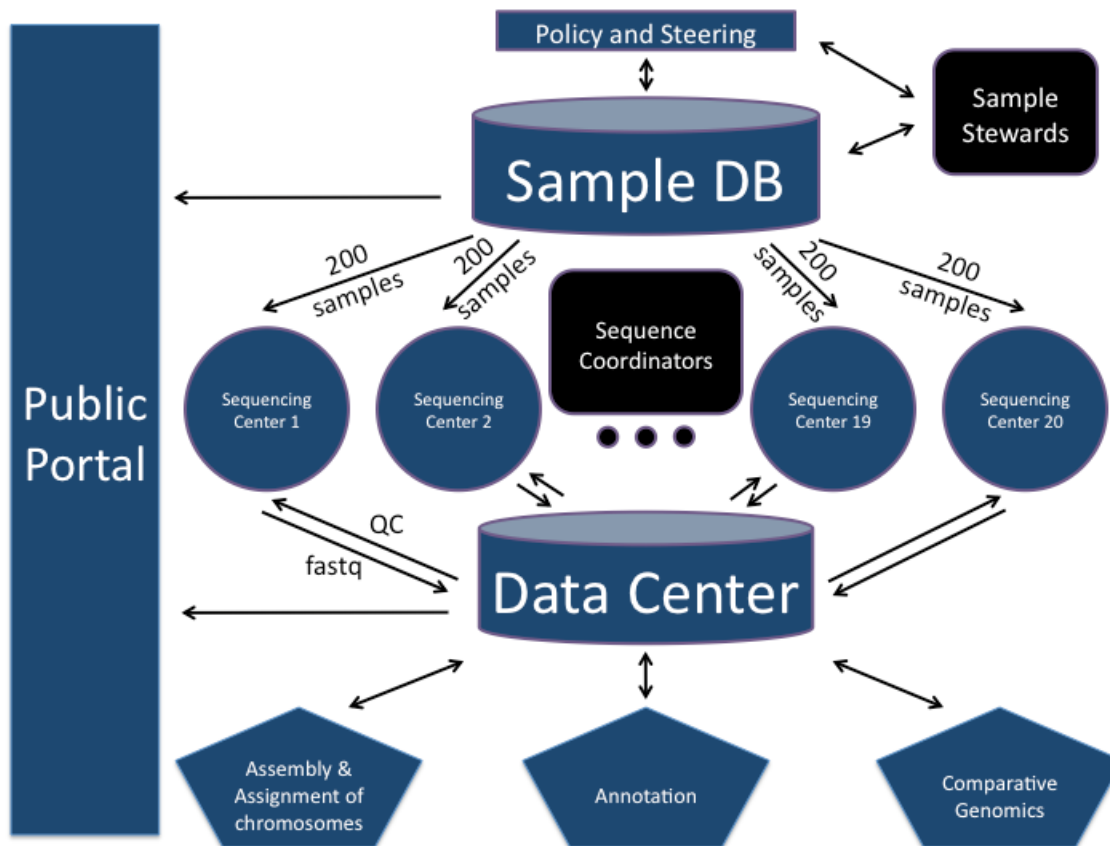 Policy and Steering
Sample
Stewards
Sample DB
200
samples
200
samples
200
samples
200
samples
Public
Portal
Sequence
Coordinators
Sequencing
Center 1
Sequencing
Center 2
Sequencing
Center 19
Sequencing
Center 20
QC
fastq
Data Center
Assembly &
Assignment of
chromosomes
Annotation
Comparative
Genomics